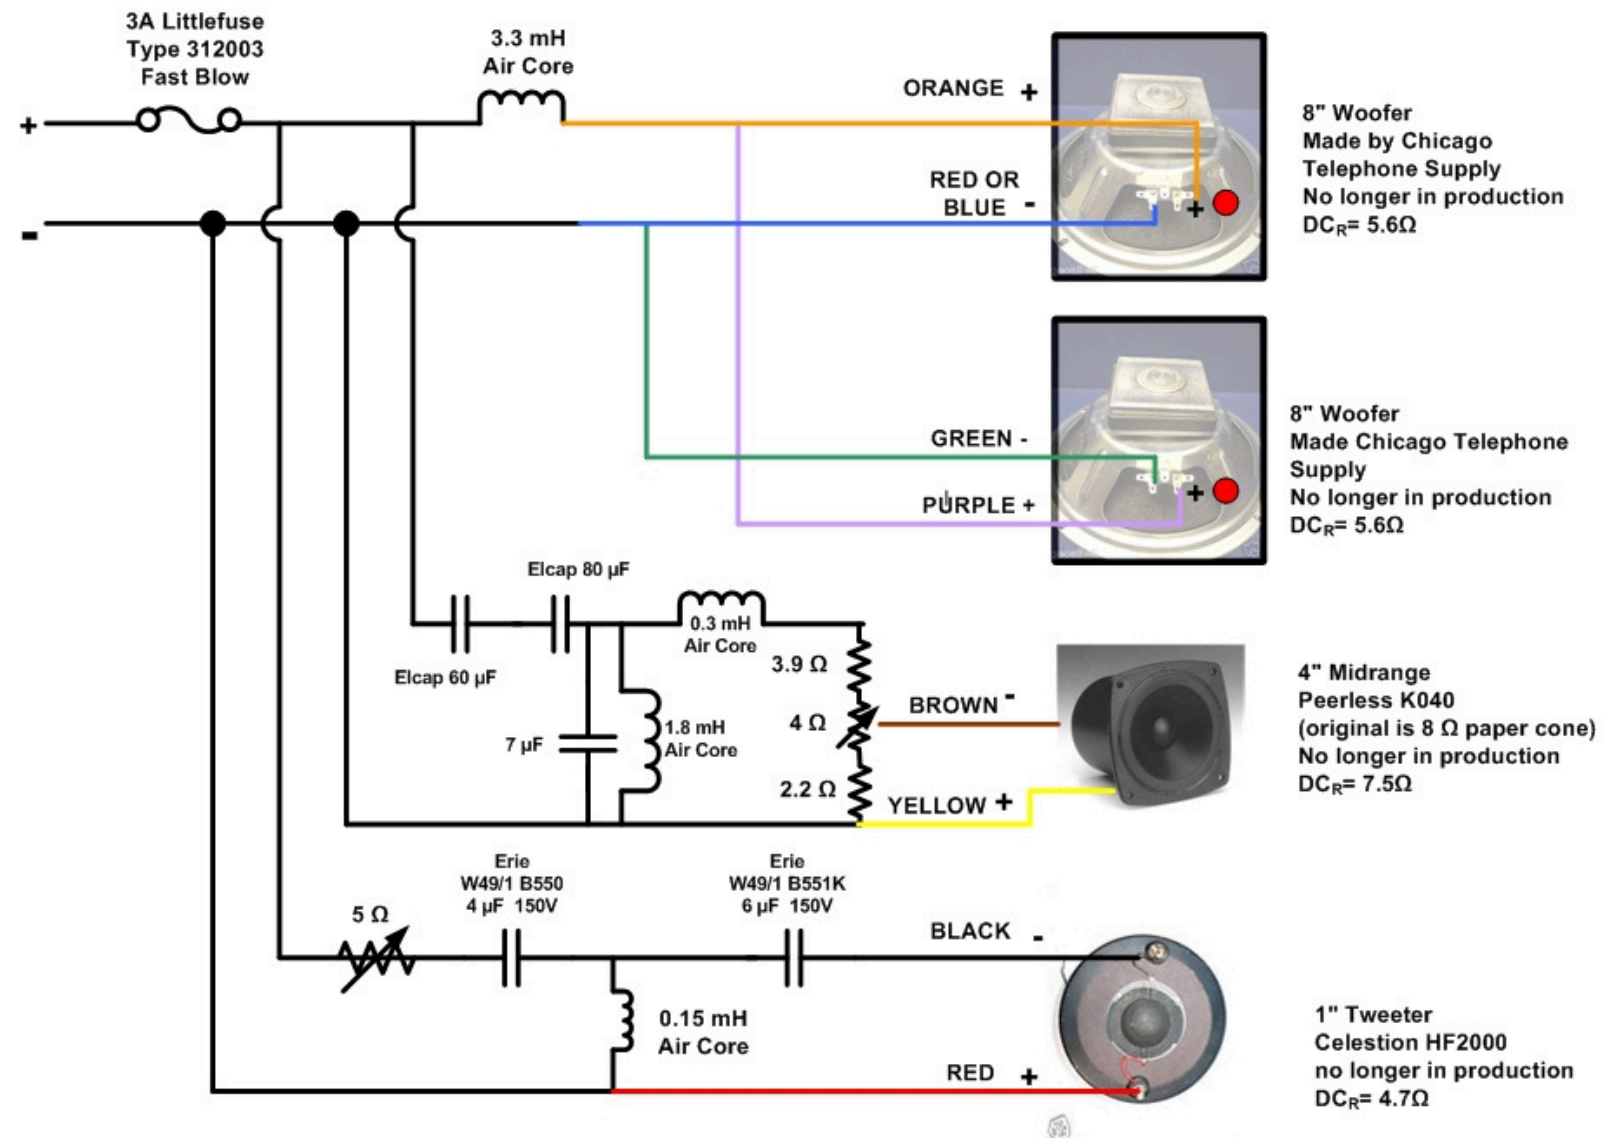 3A Littlefuse
Type 312003
Fast Blow
3.3 mH
Air Core
+
-
ORANGE +
RED OR
BLUE -
+
8" Woofer
Made by Chicago
Telephone Supply
No longer in production
DCR= 5.6Ω
GREEN -
PURPLE +
+
8" Woofer
Made Chicago Telephone
Supply
No longer in production
DCR= 5.6Ω
Elcap 80 µF
Elcap 60 µF
0.3 mH
Air Core
3.9 Ω
4 Ω
2.2 Ω
7 µF
1.8 mH
Air Core
BROWN -
YELLOW +
4" Midrange
Peerless K040
(original is 8 Ω paper cone)
No longer in production
DCR= 7.5Ω
5 Ω
Erie
W49/1 B550
4 µF 150V
Erie
W49/1 B551K
6 µF 150V
0.15 mH
Air Core
BLACK -
RED +
1" Tweeter
Celestion HF2000
no longer in production
DCR= 4.7Ω